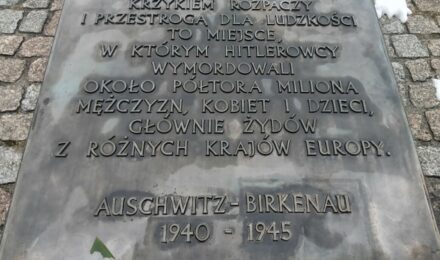 KRZYKIEM ROZPACZY
I PRZESTROGĄ DLA LUDZKOŚCI
TO MIEJSCE,
W KTÓRYM HITLEROWCY
WYMORDOWALI
OKOŁO PÓŁTORA MILIONA
MĘŻCZYZN, KOBIET I DZIECI,
GŁÓWNIE ŻYDÓW
Z RÓŻNYCH KRAJÓW EUROPY.
AUSCHWITZ-BIRKENAU
1940 - 1945